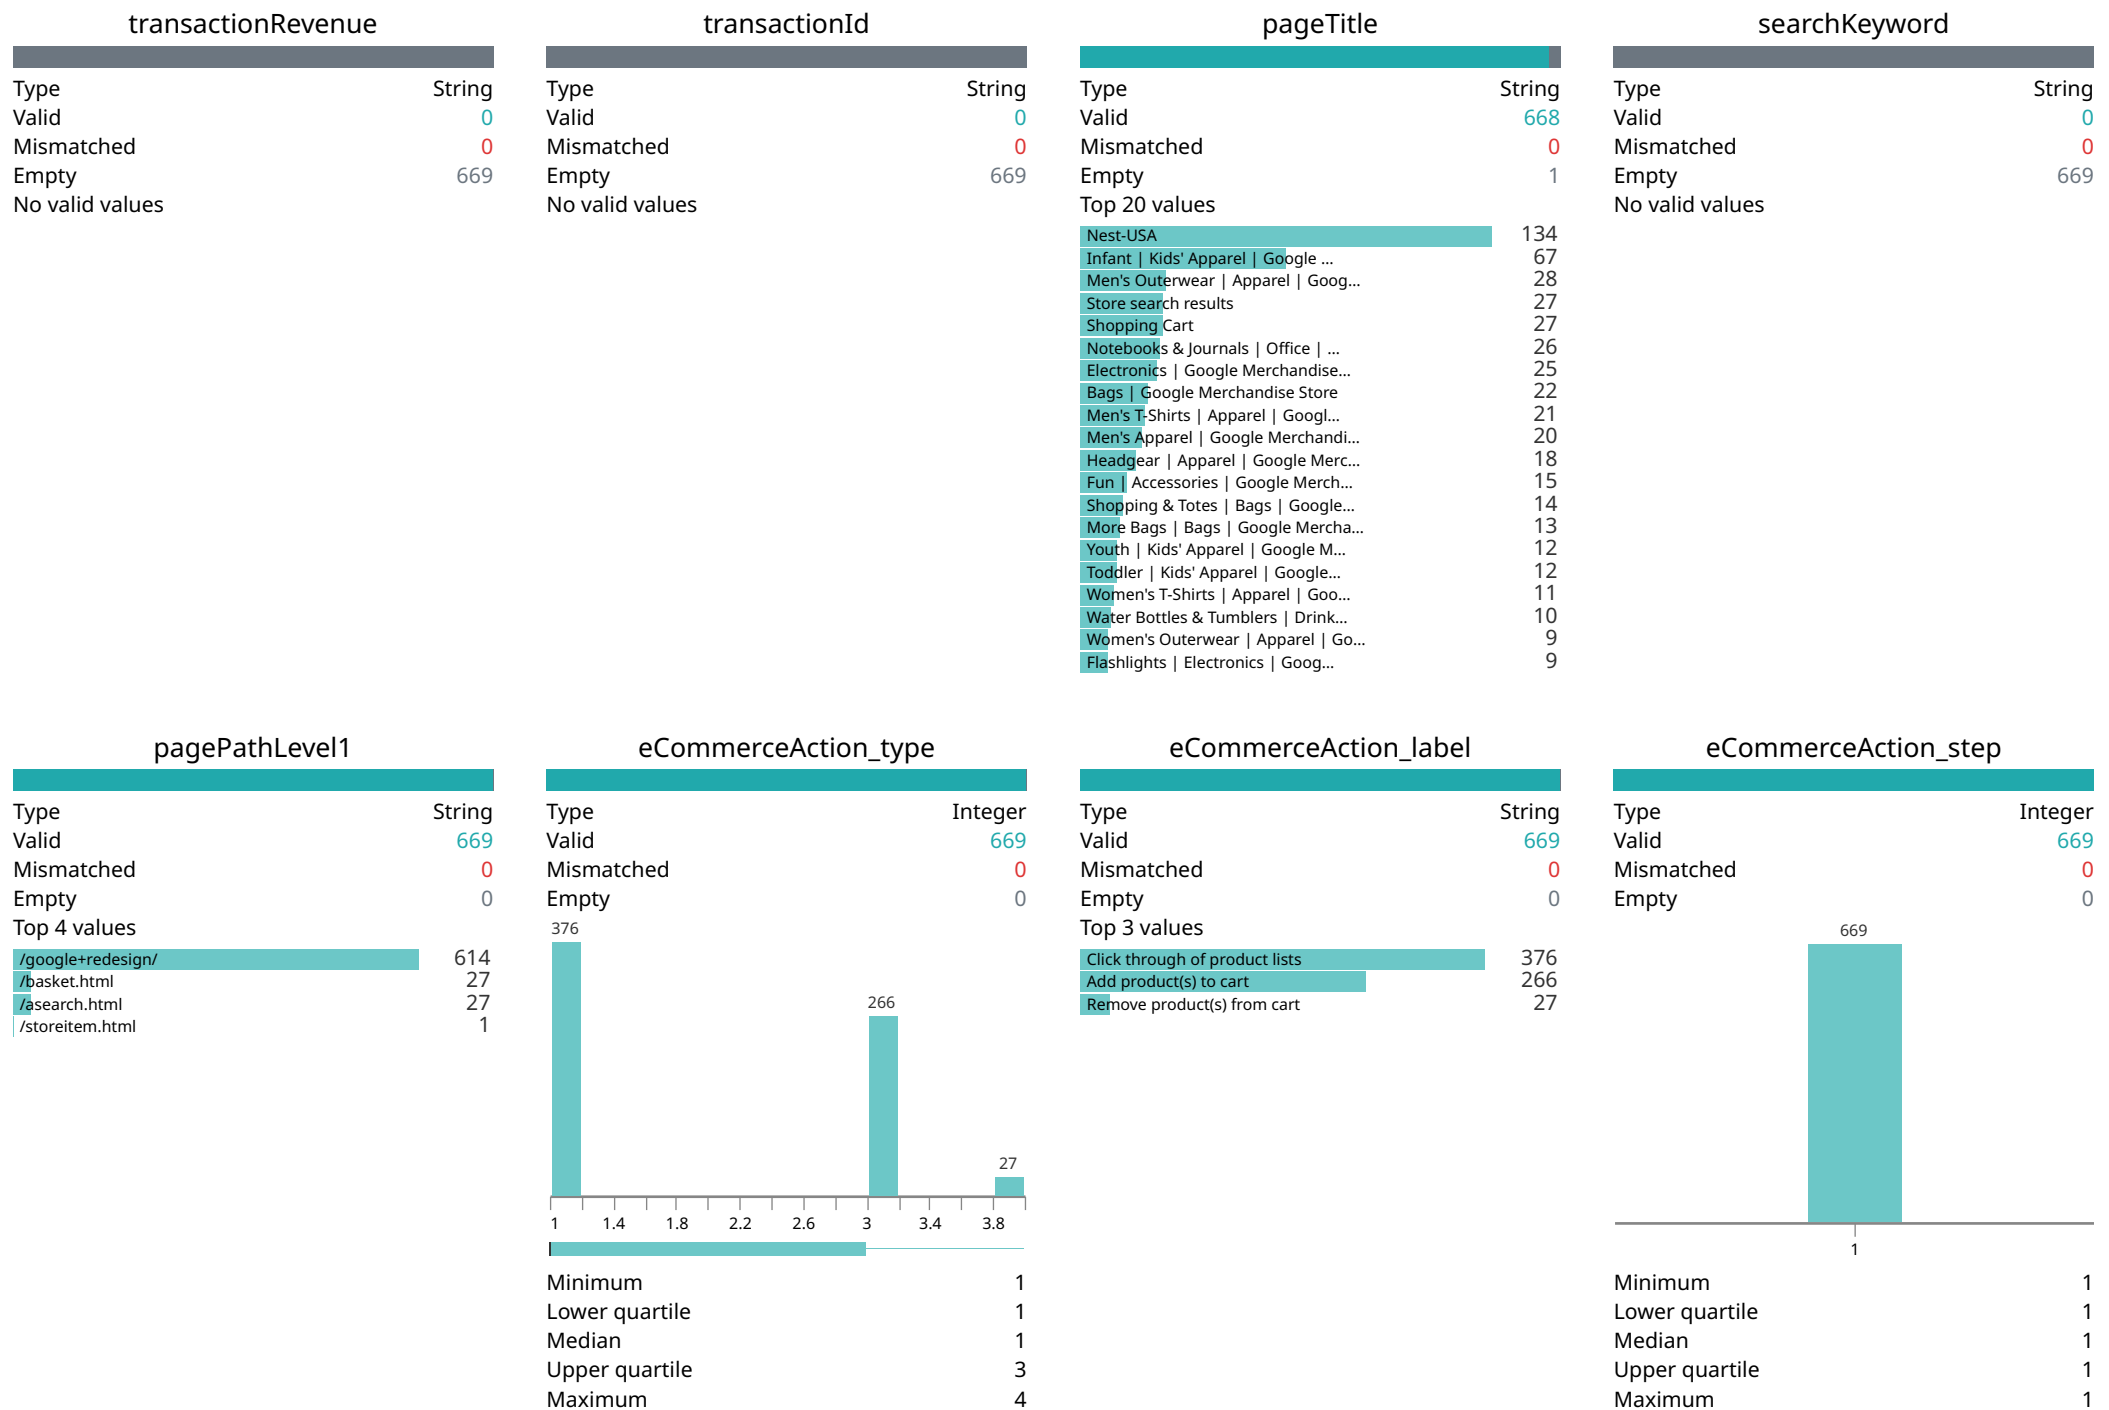 transactionRevenue
Type String
Valid 0
Mismatched 0
Empty 669
No valid values
transactionId
Type String
Valid 0
Mismatched 0
Empty 669
No valid values
pageTitle
Type String
Valid 668
Mismatched 0
Empty 1
Top 20 values
Nest-USA 134
Infant | Kids' Apparel | Google ... 67
Men's Outerwear | Apparel | Goog... 28
Store search results 27
Shopping Cart 27
Notebooks & Journals | Office | ... 26
Electronics | Google Merchandise... 25
Bags | Google Merchandise Store 22
Men's T-Shirts | Apparel | Googl... 21
Men's Apparel | Google Merchandi... 20
Headgear | Apparel | Google Merc... 18
Fun | Accessories | Google Merch... 15
Shopping & Totes | Bags | Google... 14
More Bags | Bags | Google Mercha... 13
Youth | Kids' Apparel | Google M... 12
Toddler | Kids' Apparel | Google... 12
Women's T-Shirts | Apparel | Goo... 11
Water Bottles & Tumblers | Drink... 10
Women's Outerwear | Apparel | Go... 9
Flashlights | Electronics | Goog... 9
searchKeyword
Type String
Valid 0
Mismatched 0
Empty 669
No valid values
pagePathLevel1
Type String
Valid 669
Mismatched 0
Empty 0
Top 4 values
/google+redesign/ 614
/basket.html 27
/asearch.html 27
/storeitem.html 1
eCommerceAction_type
Type Integer
Valid 669
Mismatched 0
Empty 0
376
266
27
1 1.4 1.8 2.2 2.6 3 3.4 3.8
Minimum 1
Lower quartile 1
Median 1
Upper quartile 3
Maximum 4
eCommerceAction_label
Type String
Valid 669
Mismatched 0
Empty 0
Top 3 values
Click through of product lists 376
Add product(s) to cart 266
Remove product(s) from cart 27
eCommerceAction_step
Type Integer
Valid 669
Mismatched 0
Empty 0
669
1
Minimum 1
Lower quartile 1
Median 1
Upper quartile 1
Maximum 1